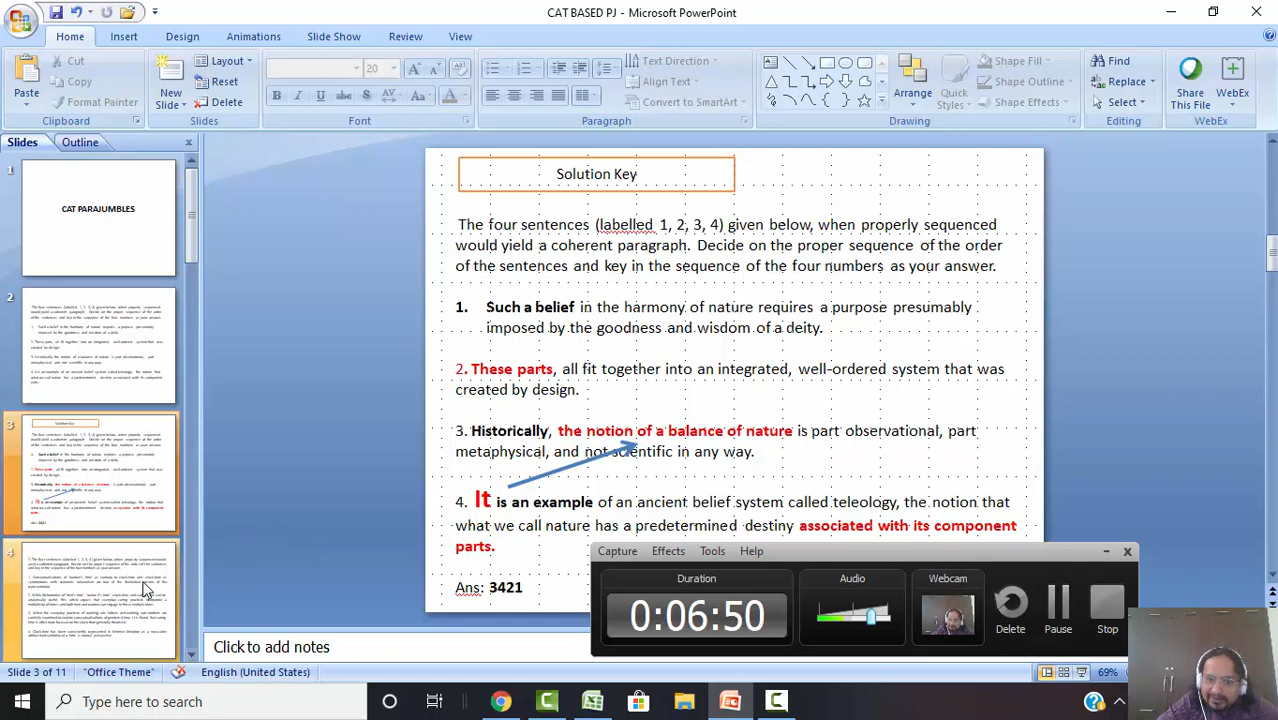 CAT BASED PJ - Microsoft PowerPoint
Home Insert Design Animations Slide Show Review View
Paste
Cut
Copy
Format Painter
Clipboard
New Slide
Layout
Reset
Delete
Slides
20
B I U abc S AV Aa A
Font
Text Direction
Align Text
Convert to SmartArt
Paragraph
Arrange
Quick Styles
Shape Fill
Shape Outline
Shape Effects
Drawing
Find
Replace
Select
Editing
Share This File
WebEx
WebEx
Slides Outline
1
CAT PARAJUMBLES
2
3
Solution Key
4
Solution Key
The four sentences (labelled 1, 2, 3, 4) given below, when properly sequenced
would yield a coherent paragraph. Decide on the proper sequence of the order
of the sentences and key in the sequence of the four numbers as your answer.
1. Such a belief in the harmony of nature requires a purpose presumably
imposed by the goodness and wisdom of a deity.
2. These parts, all fit together into an integrated, well-ordered system that was
created by design.
3. Historically, the notion of a balance of nature is part observational, part
metaphysical, and not scientific in any way.
It is an example of an ancient belief system called teleology, the notion that
what we call nature has a predetermined destiny associated with its component
parts.
Ans: 3421
Capture Effects Tools Help
Duration
Audio
Webcam
Delete
Pause
Stop
Click to add notes
Slide 3 of 11
"Office Theme"
English (United States)
69%
Type here to search